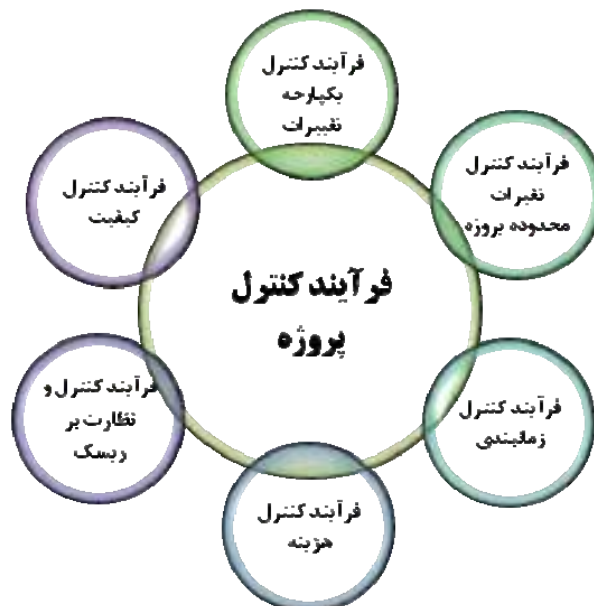 فرآیند کنترل
یکپارچه
تغییرات
فرآیند کنترل
تغیرات
محدوده پروژه
فرآیند کنترل
زمانبندی
فرآیند کنترل
هزینه
فرآیند کنترل و
نظارت بر
ریسک
فرآیند کنترل
کیفیت
فرآیند کنترل
پروژه